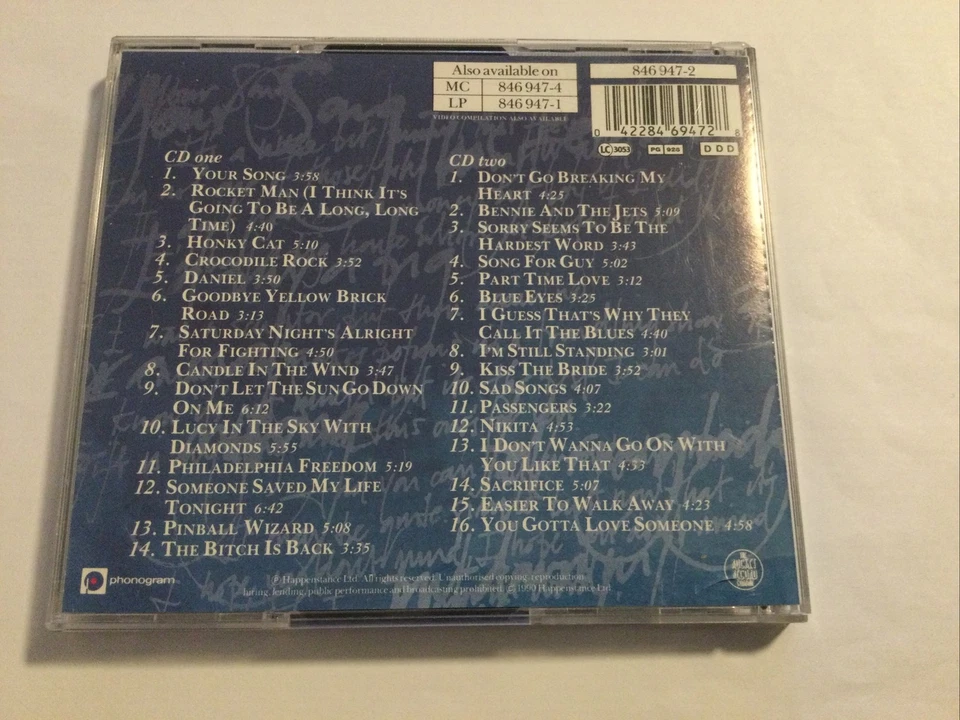 Also available on
MC 846 947-4
LP 846 947-1
VIDEO COMPILATION ALSO AVAILABLE
846 947-2
0 42284 69472 8
LC 3053
PG 925
D D D
CD one
1. YOUR SONG 3:58
2. ROCKET MAN (I THINK IT'S
GOING TO BE A LONG, LONG
TIME) 4:40
3. HONKY CAT 5:10
4. CROCODILE ROCK 3:52
5. DANIEL 3:50
6. GOODBYE YELLOW BRICK
ROAD 3:13
7. SATURDAY NIGHT'S ALRIGHT
FOR FIGHTING 4:50
8. CANDLE IN THE WIND 3:47
9. DON'T LET THE SUN GO DOWN
ON ME 6:12
10. LUCY IN THE SKY WITH
DIAMONDS 5:55
11. PHILADELPHIA FREEDOM 5:19
12. SOMEONE SAVED MY LIFE
TONIGHT 6:42
13. PINBALL WIZARD 5:08
14. THE BITCH IS BACK 3:35
CD two
1. DON'T GO BREAKING MY
HEART 4:25
2. BENNIE AND THE JETS 5:09
3. SORRY SEEMS TO BE THE
HARDEST WORD 3:43
4. SONG FOR GUY 5:02
5. PART TIME LOVE 3:12
6. BLUE EYES 3:25
7. I GUESS THAT'S WHY THEY
CALL IT THE BLUES 4:40
8. I'M STILL STANDING 3:01
9. KISS THE BRIDE 3:52
10. SAD SONGS 4:07
11. PASSENGERS 3:22
12. NIKITA 4:53
13. I DON'T WANNA GO ON WITH
YOU LIKE THAT 4:33
14. SACRIFICE 5:07
15. EASIER TO WALK AWAY 4:23
16. YOU GOTTA LOVE SOMEONE 4:58
phonogram
℗ Happenstance Ltd. All rights reserved. Unauthorised copying, reproduction
hiring, lending, public performance and broadcasting prohibited. © 1990 Happenstance Ltd.